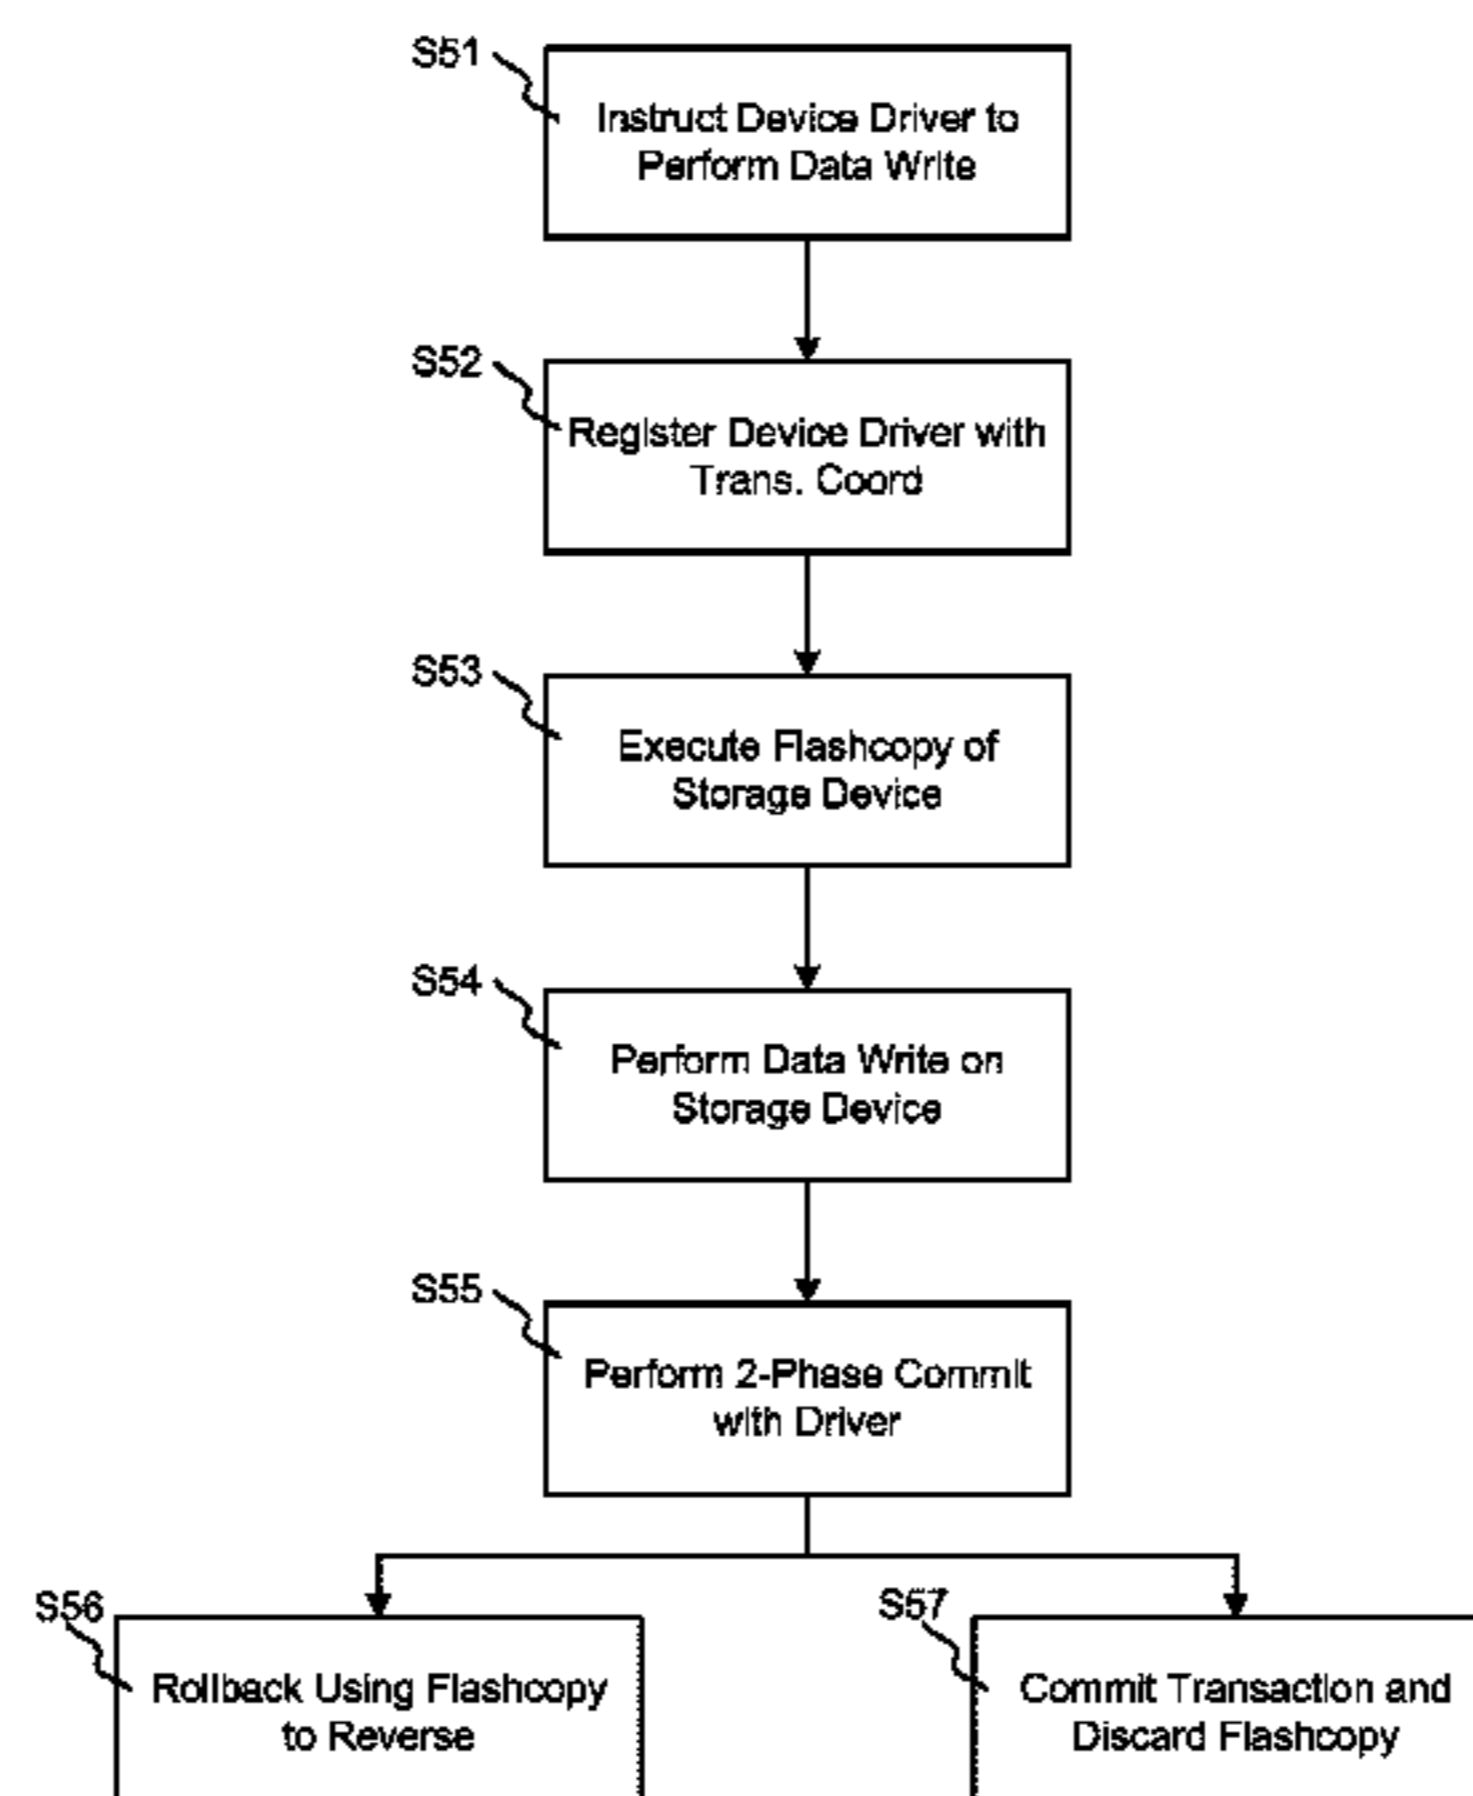 S51
Instruct Device Driver to
Perform Data Write
S52
Register Device Driver with
Trans. Coord
S53
Execute Flashcopy of
Storage Device
S54
Perform Data Write on
Storage Device
S55
Perform 2-Phase Commit
with Driver
S56
Rollback Using Flashcopy
to Reverse
S57
Commit Transaction and
Discard Flashcopy